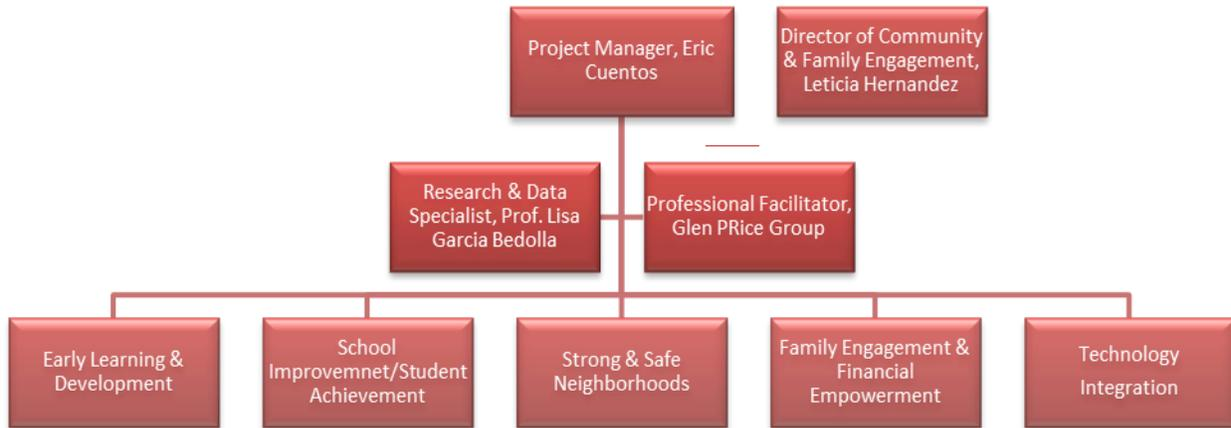 Project Manager, Eric
Cuentos
Director of Community
& Family Engagement,
Leticia Hernandez
Research & Data
Specialist, Prof. Lisa
Garcia Bedolla
Professional Facilitator,
Glen PRice Group
Early Learning &
Development
School
Improvemnet/Student
Achievement
Strong & Safe
Neighborhoods
Family Engagement &
Financial
Empowerment
Technology
Integration